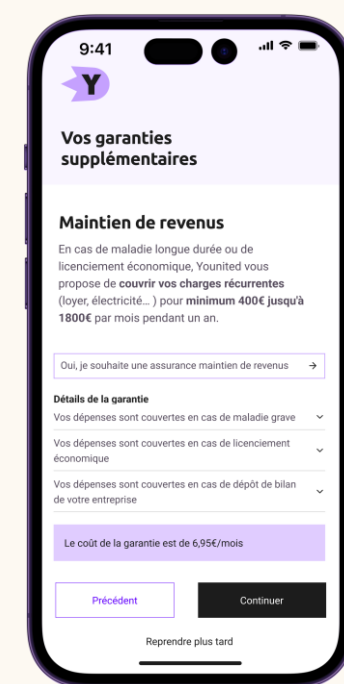 9:41
Y
Vos garanties
supplémentaires
Maintien de revenus
En cas de maladie longue durée ou de
licenciement économique, Younited vous
propose de couvrir vos charges récurrentes
(loyer, électricité... ) pour minimum 400€ jusqu'à
1800€ par mois pendant un an.
Oui, je souhaite une assurance maintien de revenus
Détails de la garantie
Vos dépenses sont couvertes en cas de maladie grave
Vos dépenses sont couvertes en cas de licenciement
économique
Vos dépenses sont couvertes en cas de dépôt de bilan
de votre entreprise
Le coût de la garantie est de 6,95€/mois
Précédent
Continuer
Reprendre plus tard